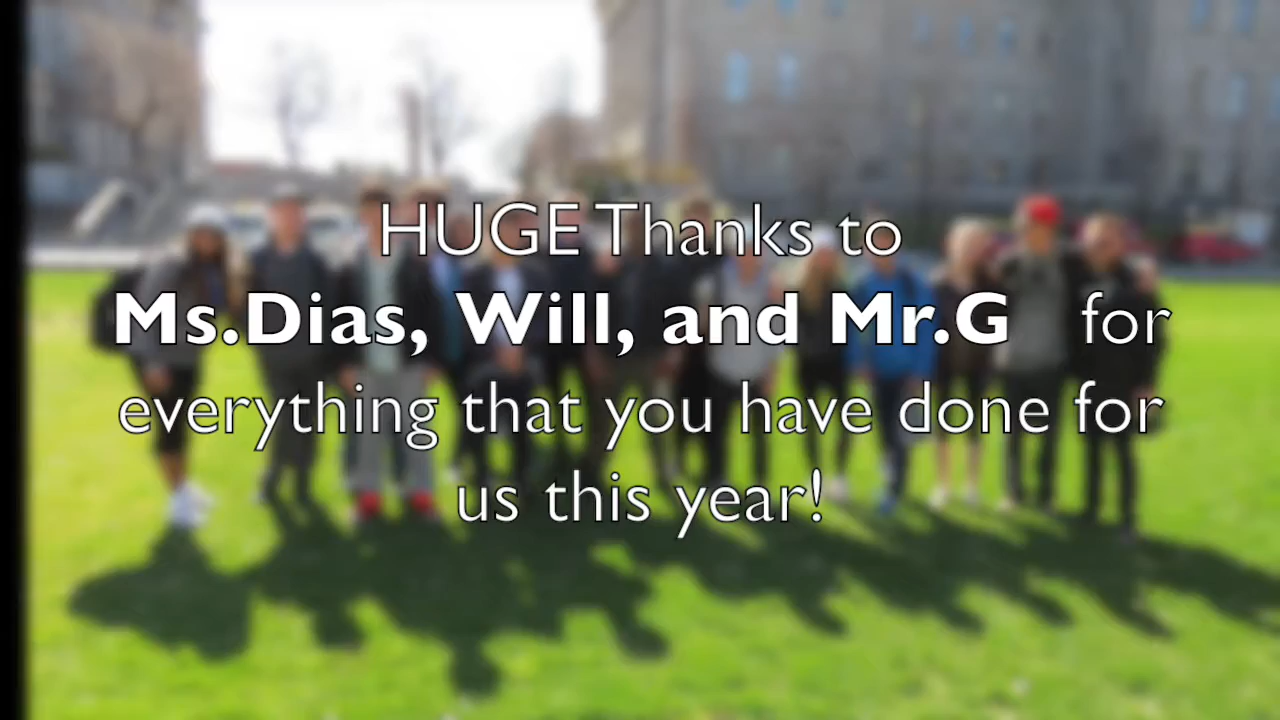 HUGE Thanks to
Ms.Dias, Will, and Mr.G for
everything that you have done for
us this year!